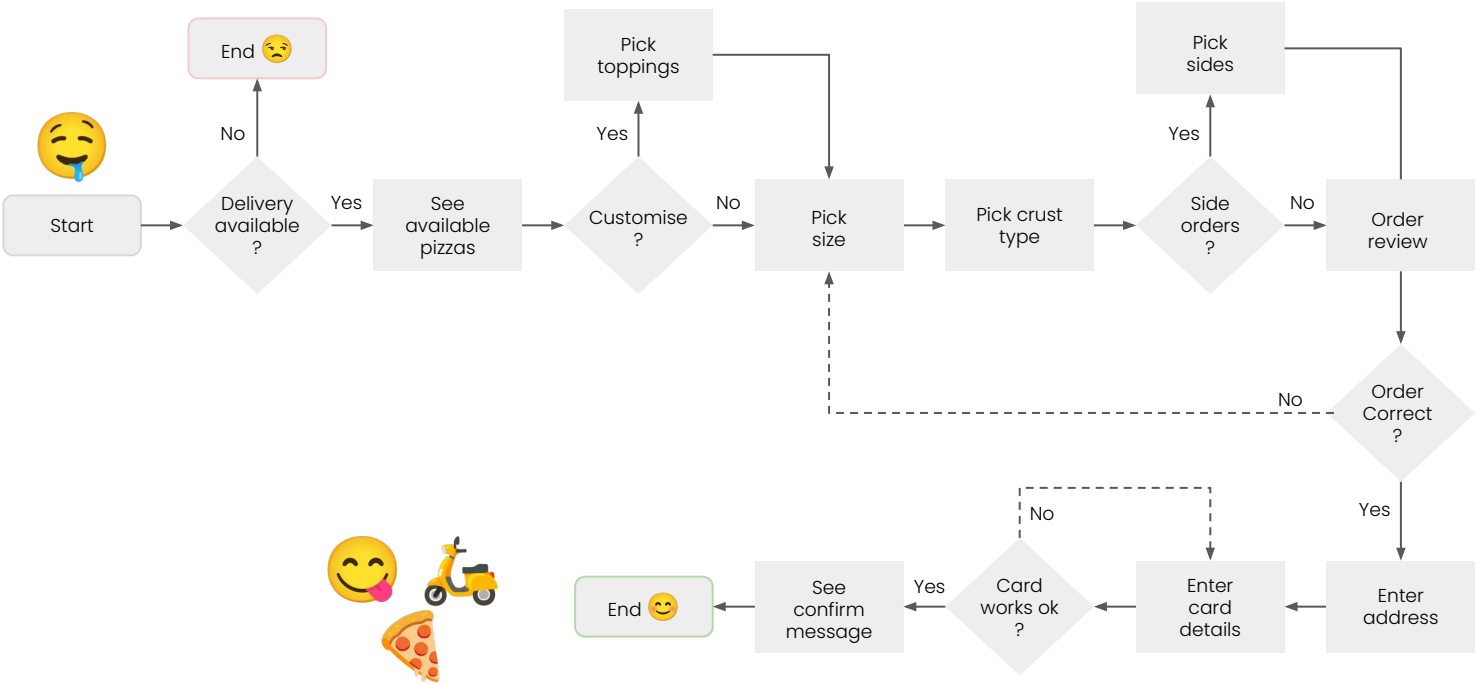 Start
End
No
Delivery
available
?
Yes
See
available
pizzas
Customise
?
Yes
Pick
toppings
No
Pick
size
Pick crust
type
Side
orders
?
Yes
Pick
sides
No
Order
review
Order
Correct
?
No
Yes
Enter
address
Enter
card
details
Card
works ok
?
No
Yes
See
confirm
message
End